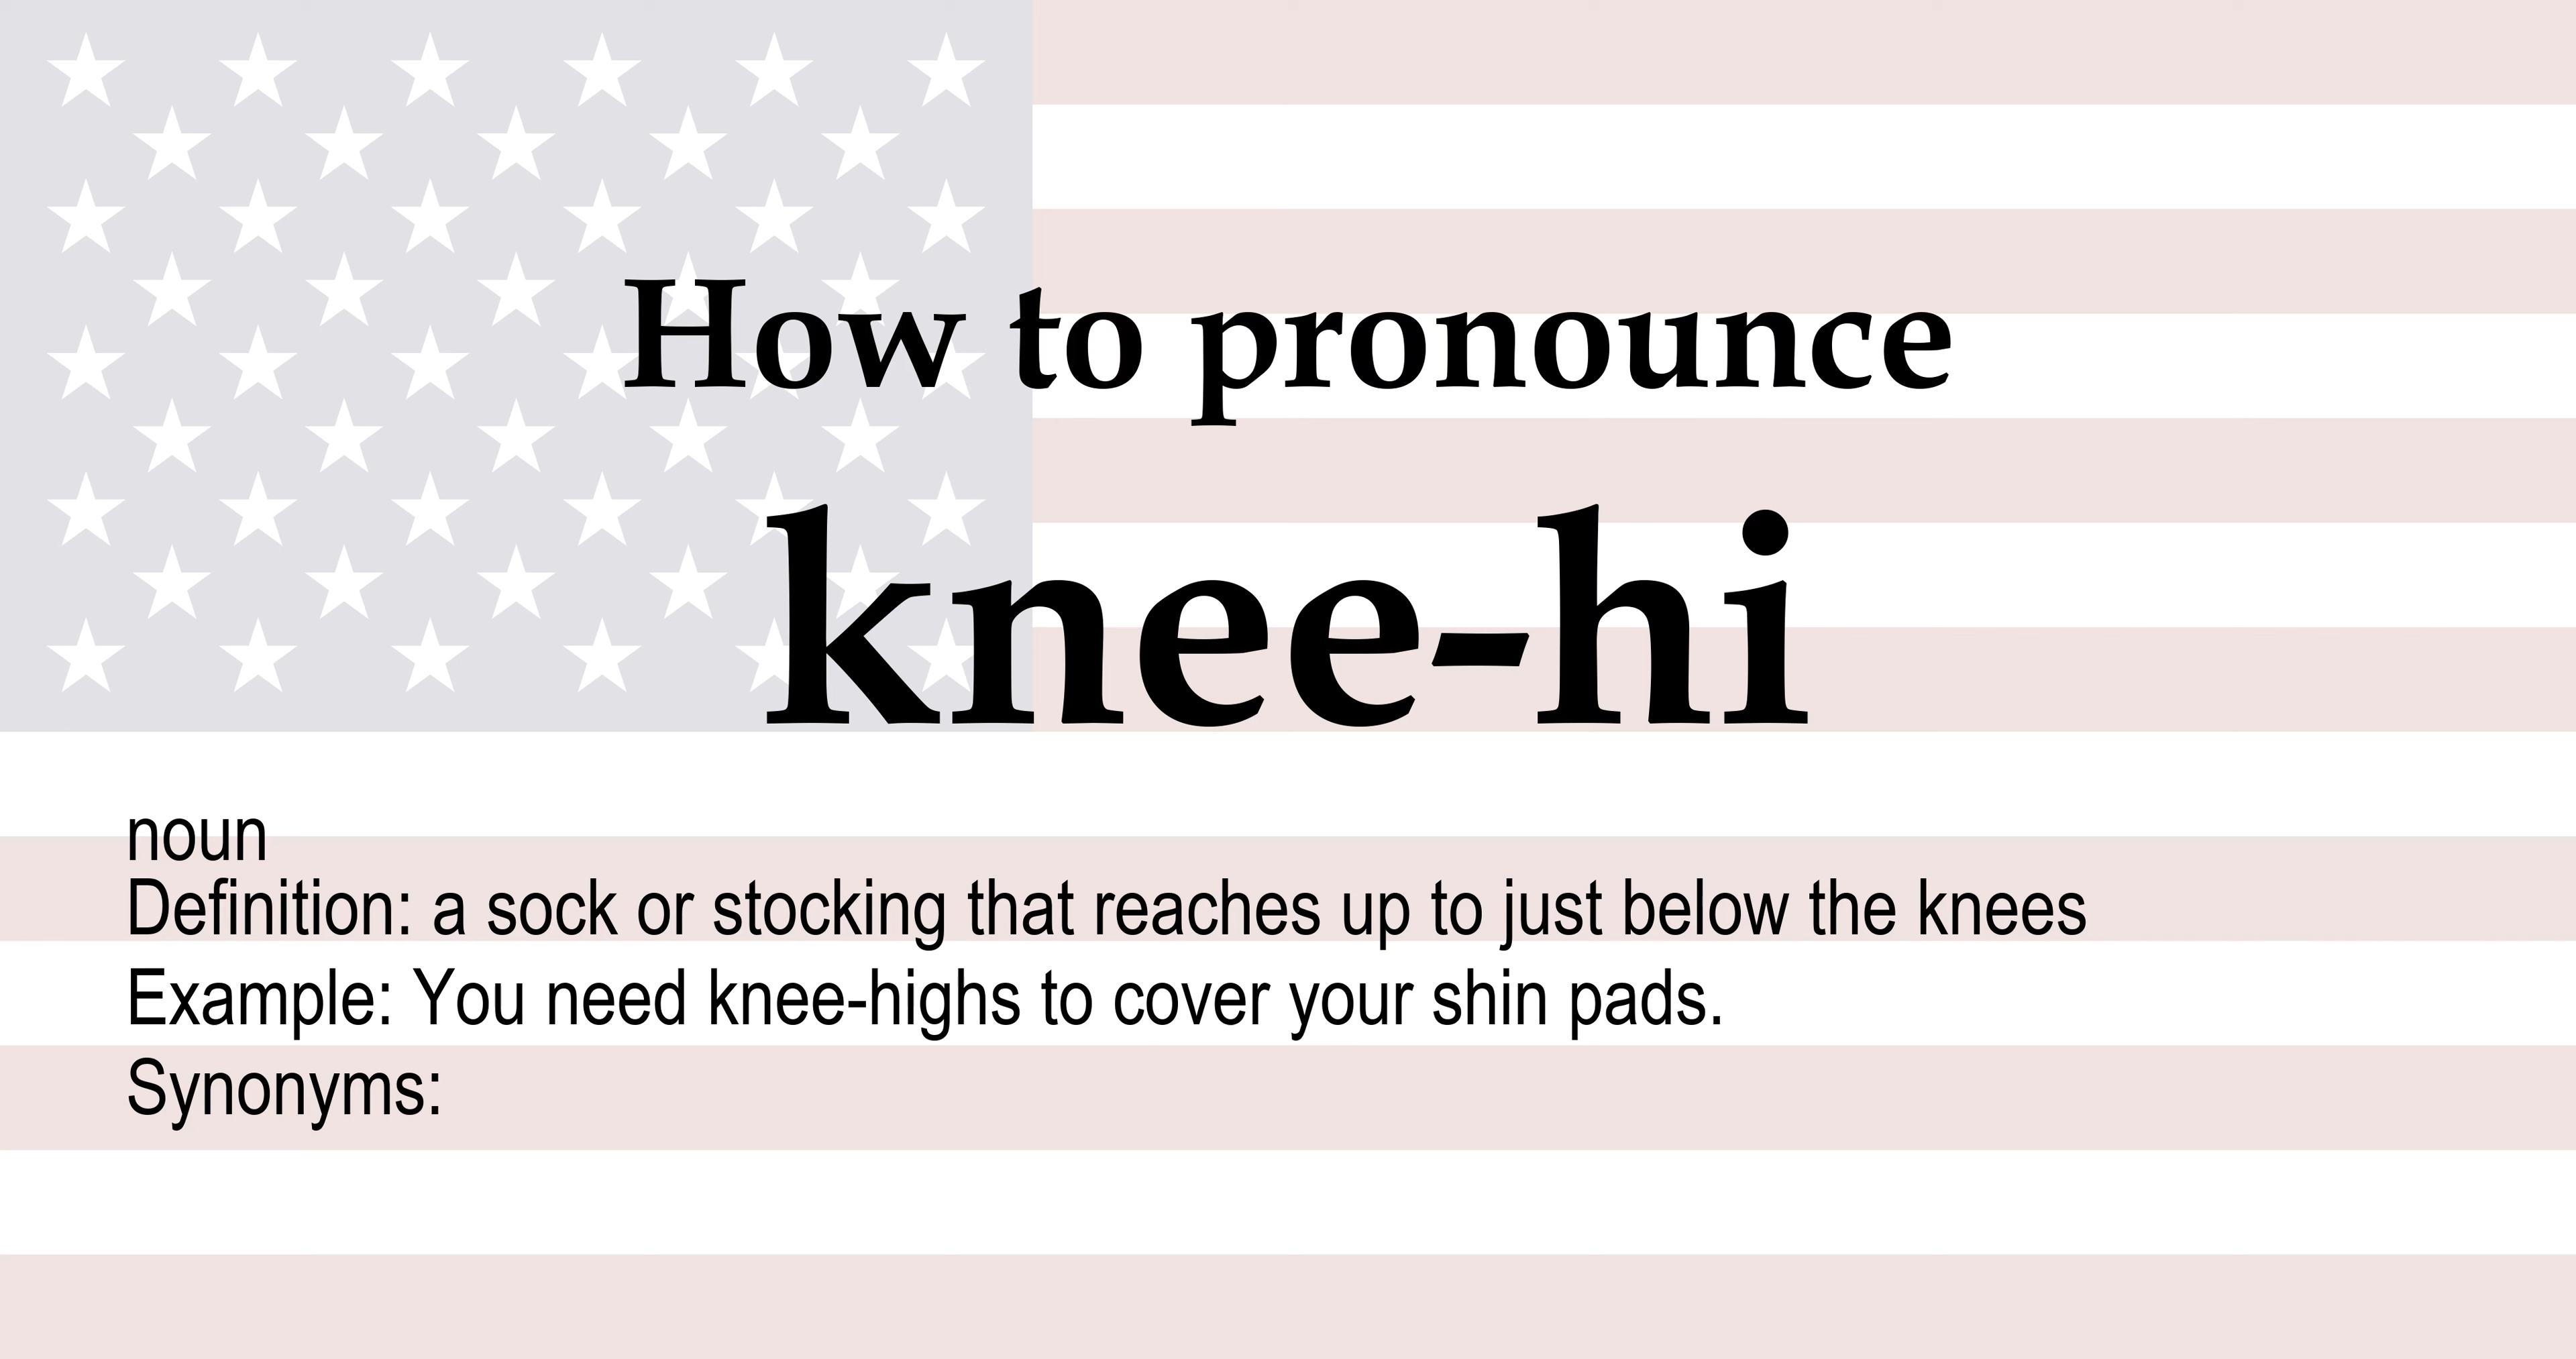 How to pronounce
knee-hi
noun
Definition: a sock or stocking that reaches up to just below the knees
Example: You need knee-highs to cover your shin pads.
Synonyms: